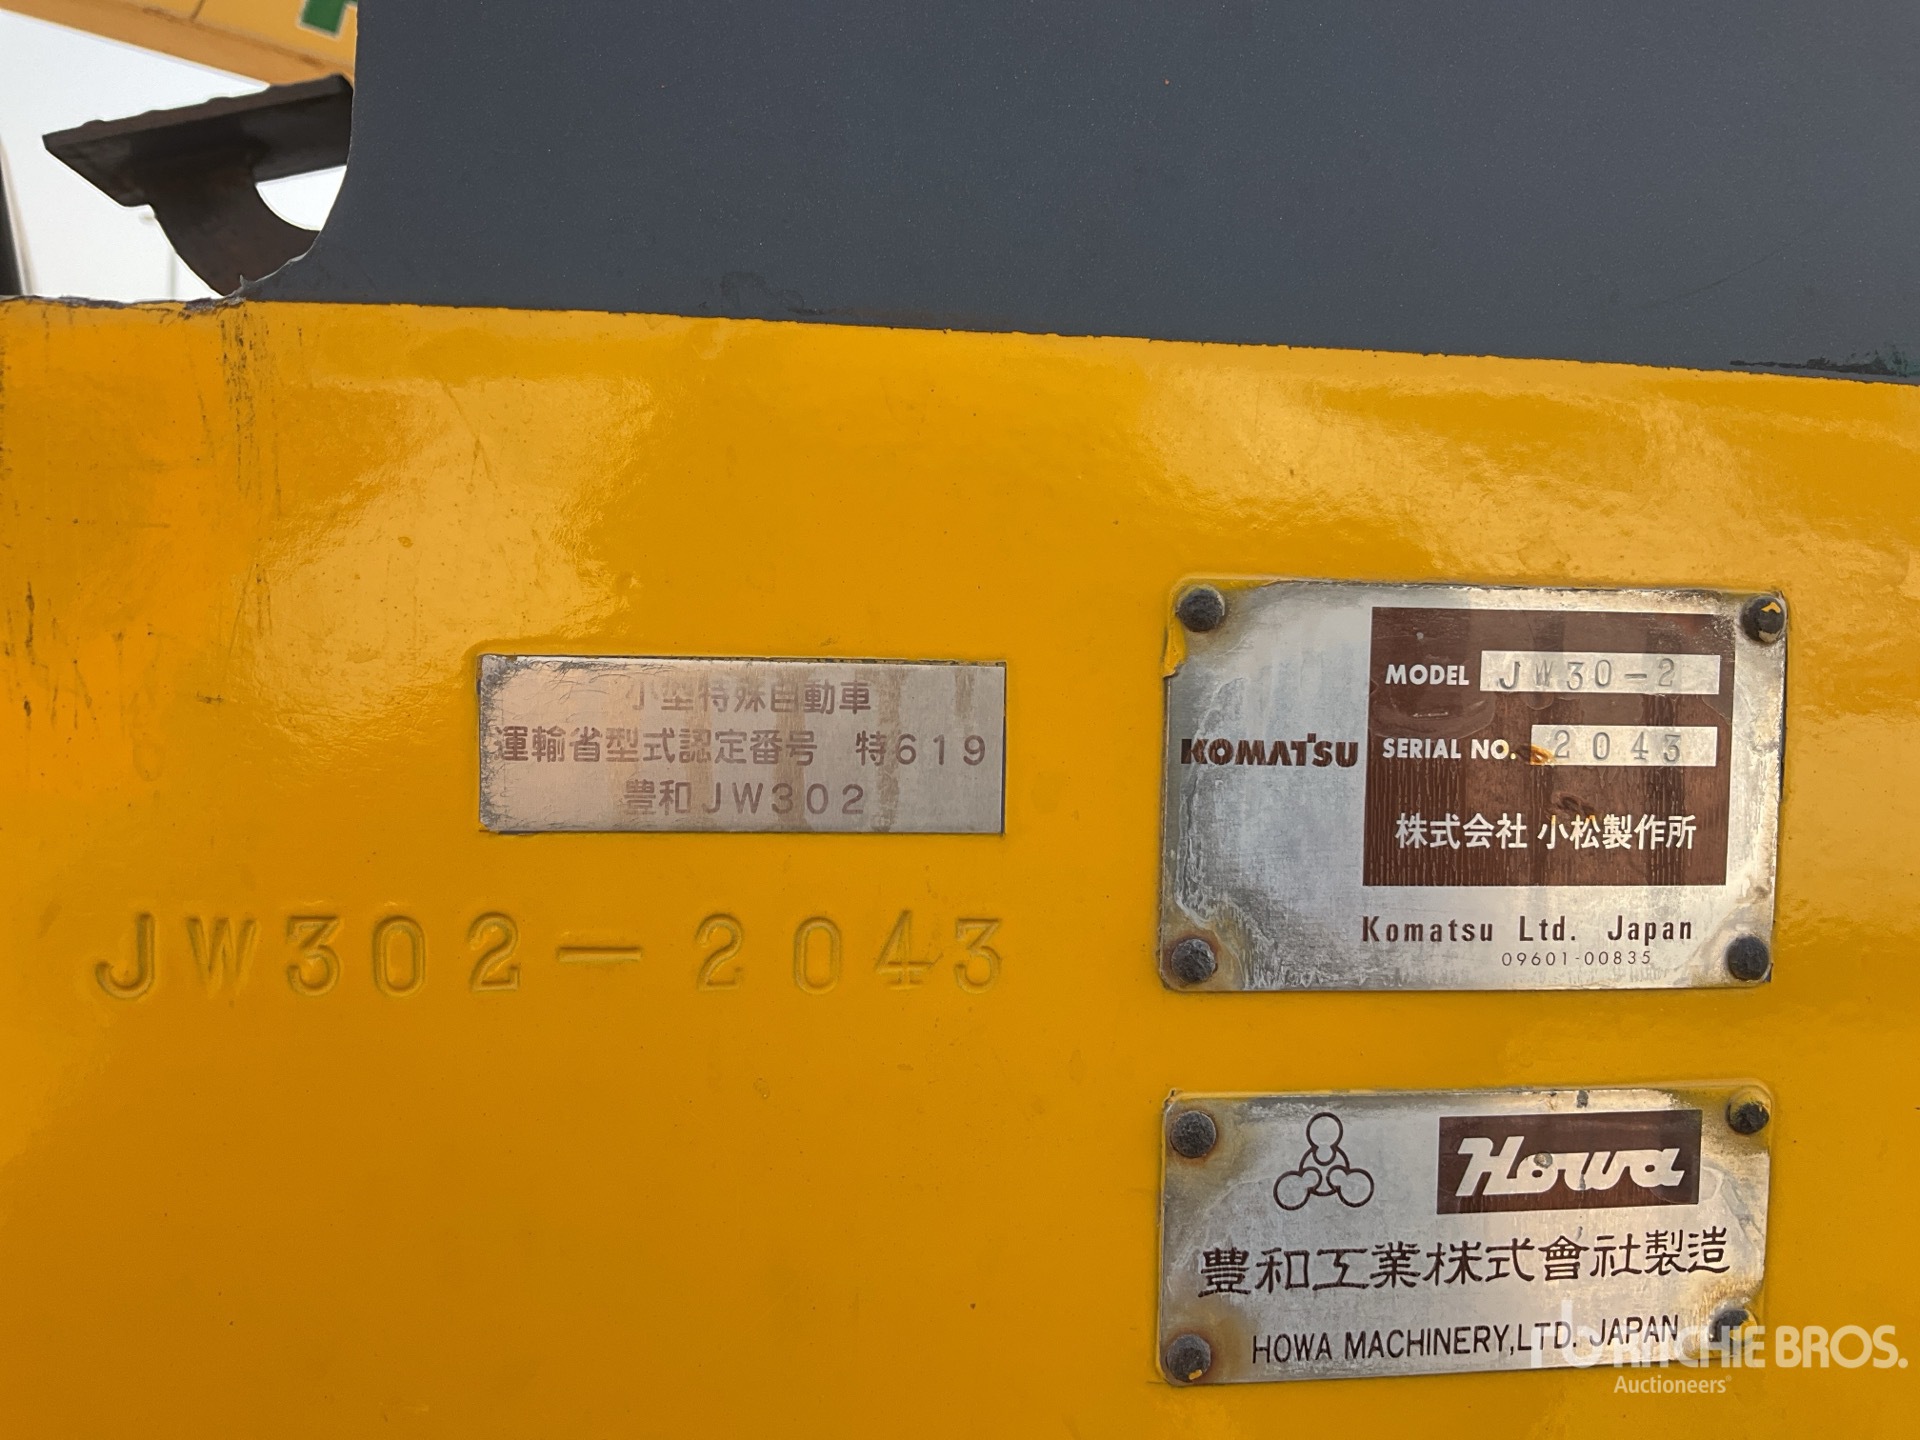 小型特殊自動車
運輸省型式認定番号 特619
豊和JW302
JW302-2043
KOMATSU
MODEL JW30-2
SERIAL NO. 2043
株式会社 小松製作所
Komatsu Ltd. Japan
09601-00835
Howa
豊和工業株式會社製造
HOWA MACHINERY,LTD. JAPAN
RITCHIE BROS.
Auctioneers